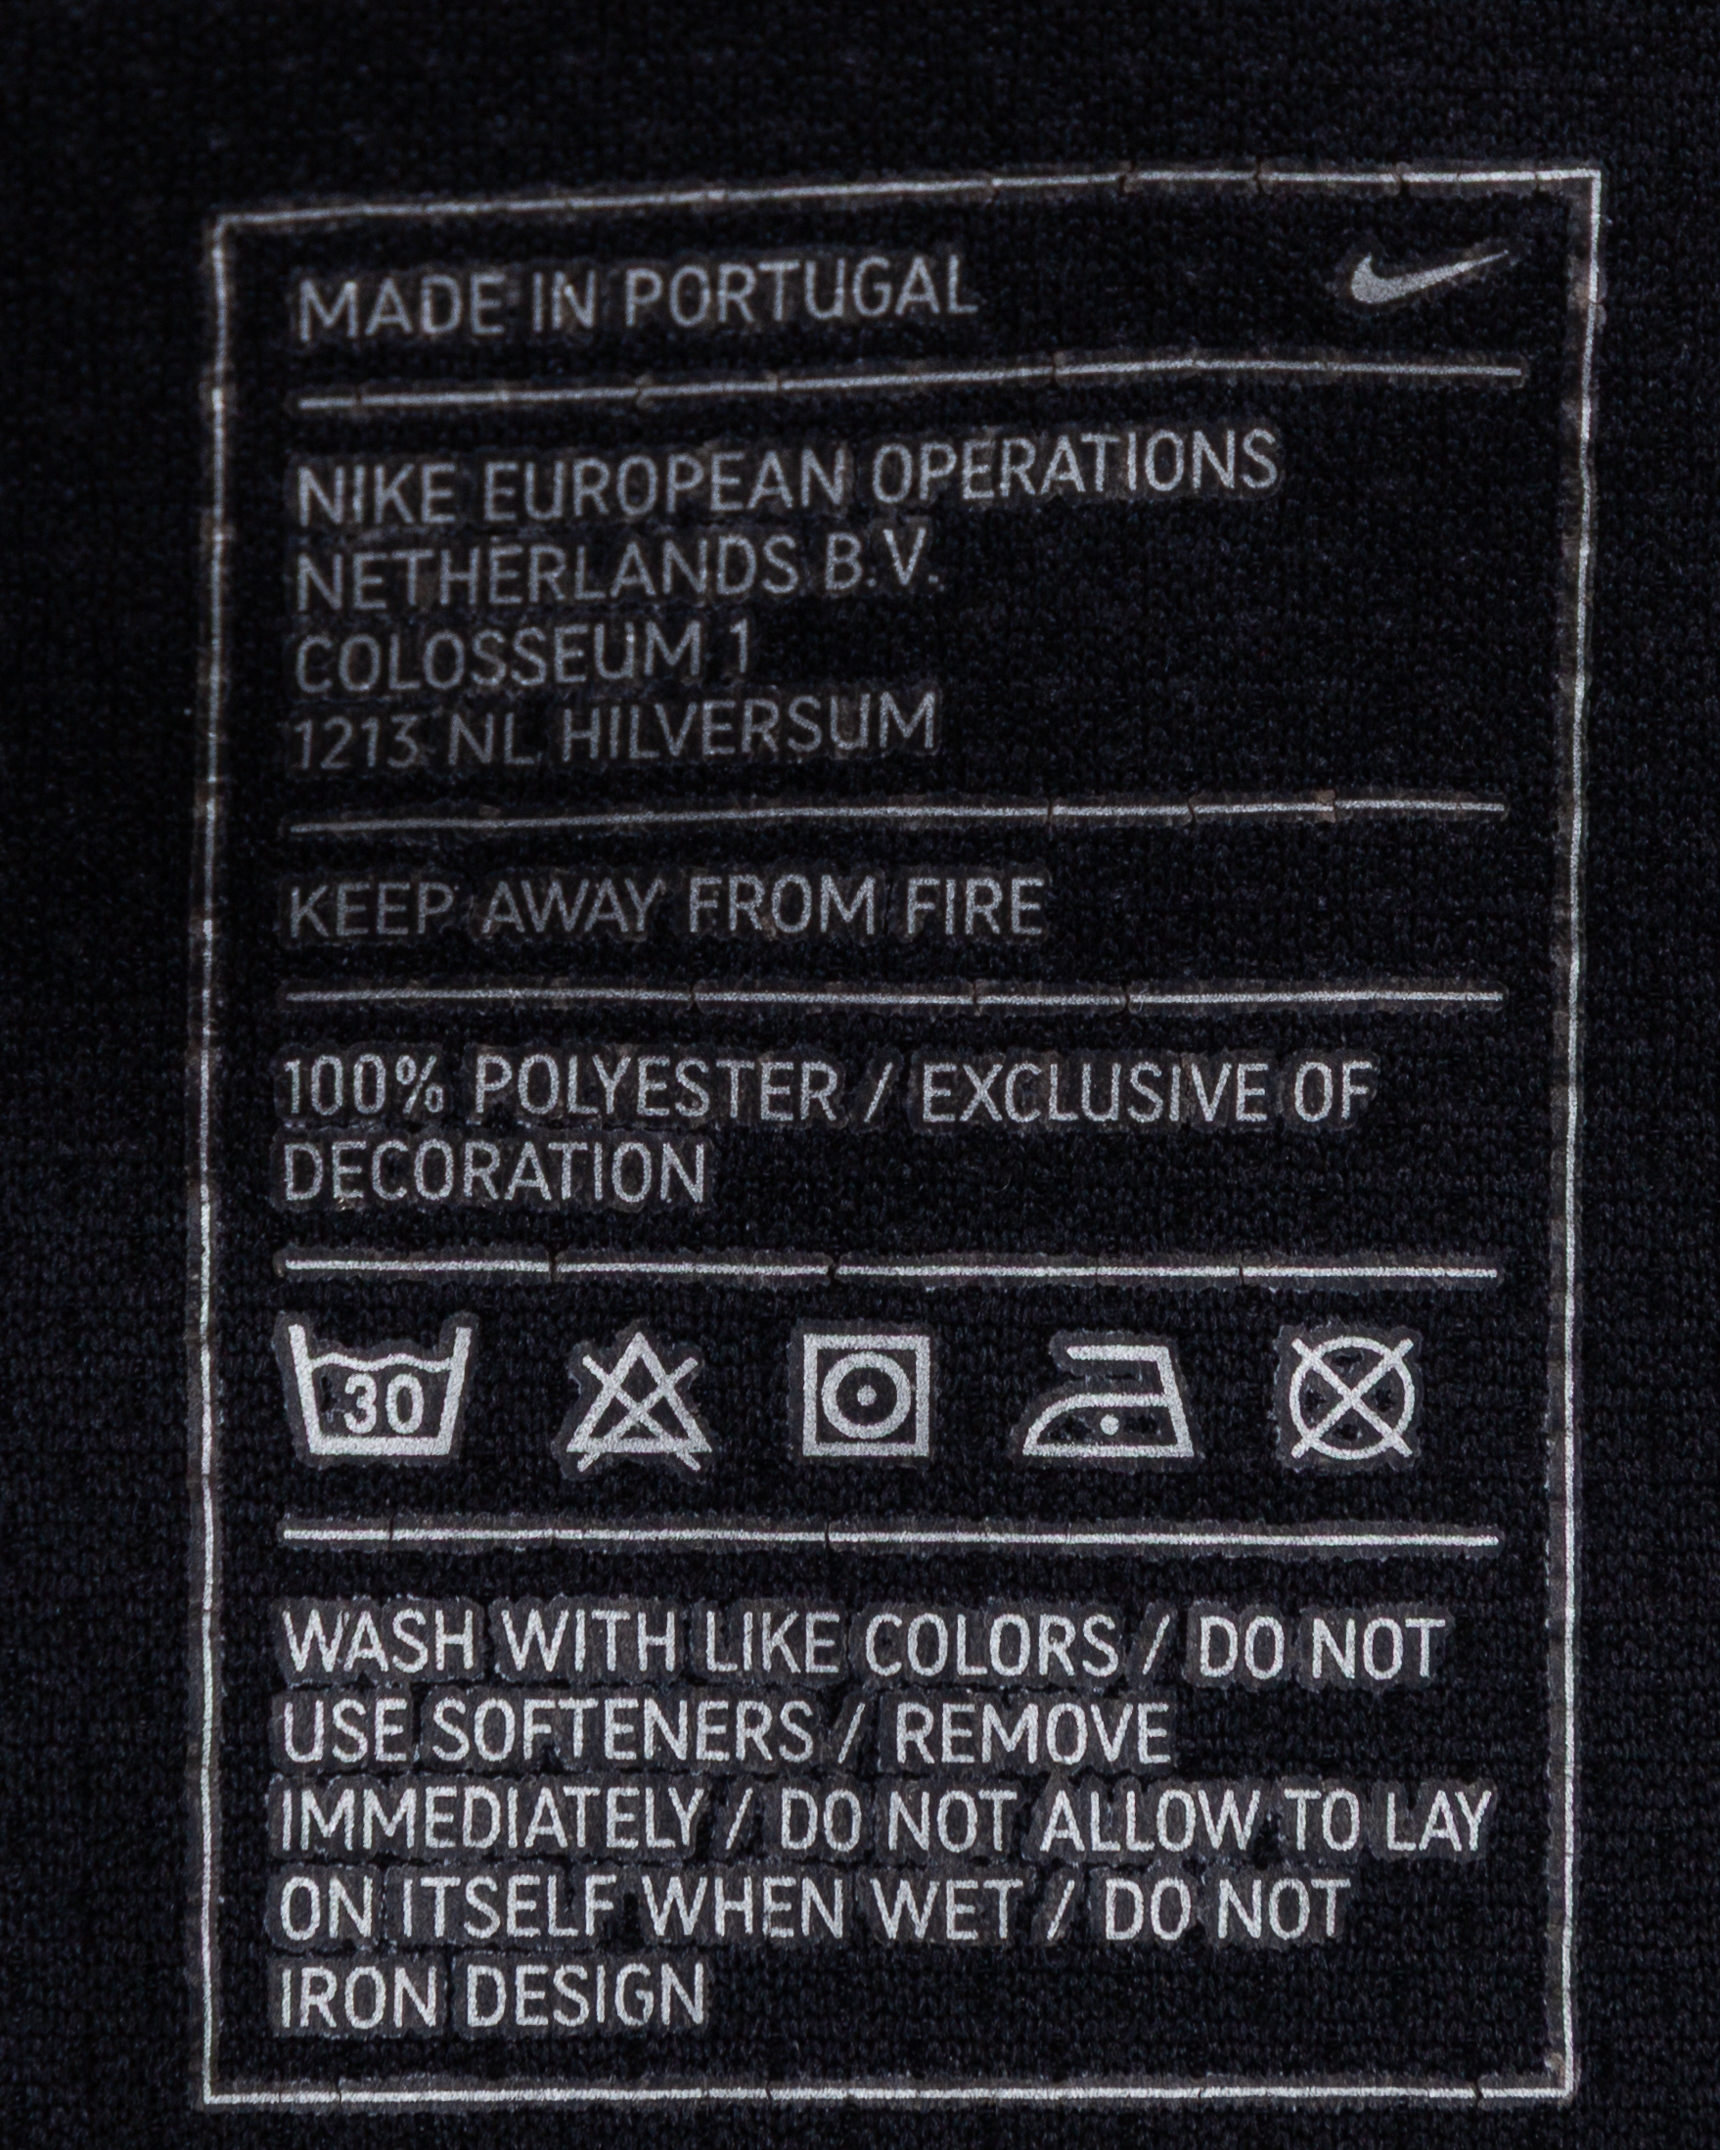 MADE IN PORTUGAL
NIKE EUROPEAN OPERATIONS
NETHERLANDS B.V.
COLOSSEUM 1
1213 NL HILVERSUM
KEEP AWAY FROM FIRE
100% POLYESTER / EXCLUSIVE OF
DECORATION
30
WASH WITH LIKE COLORS / DO NOT
USE SOFTENERS / REMOVE
IMMEDIATELY / DO NOT ALLOW TO LAY
ON ITSELF WHEN WET / DO NOT
IRON DESIGN